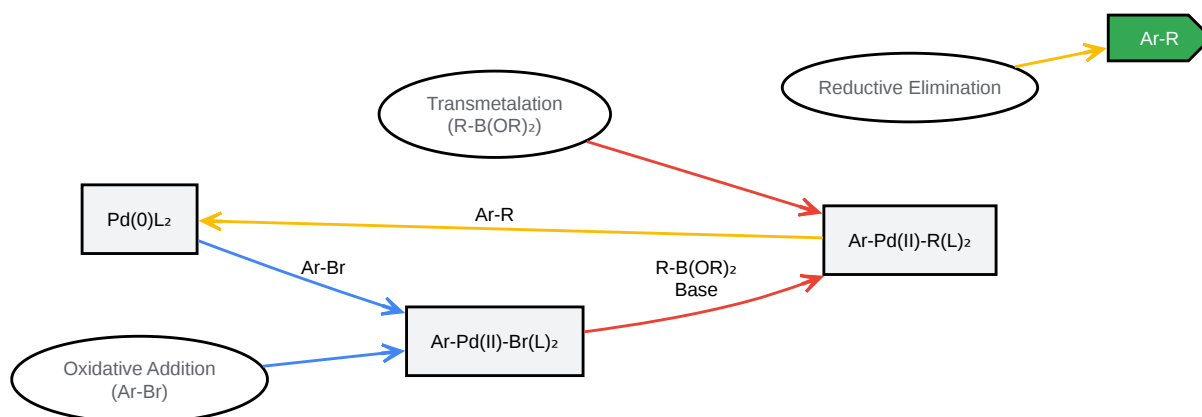 Ar-R
Reductive Elimination
Transmetalation
(R-B(OR)₂)
Pd(0)L₂
Ar-R
Ar-Pd(II)-R(L)₂
Ar-Br
R-B(OR)₂
Base
Ar-Pd(II)-Br(L)₂
Oxidative Addition
(Ar-Br)